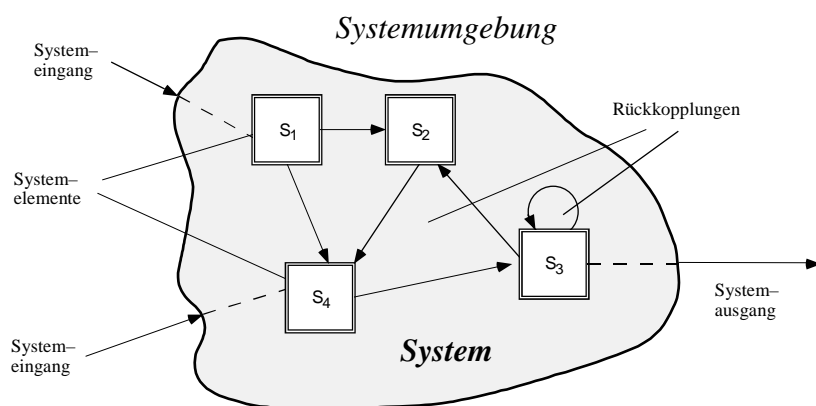 Systemumgebung
System–
eingang
Rückkopplungen
S1
S2
System–
elemente
S3
S4
System–
ausgang
System–
eingang
System